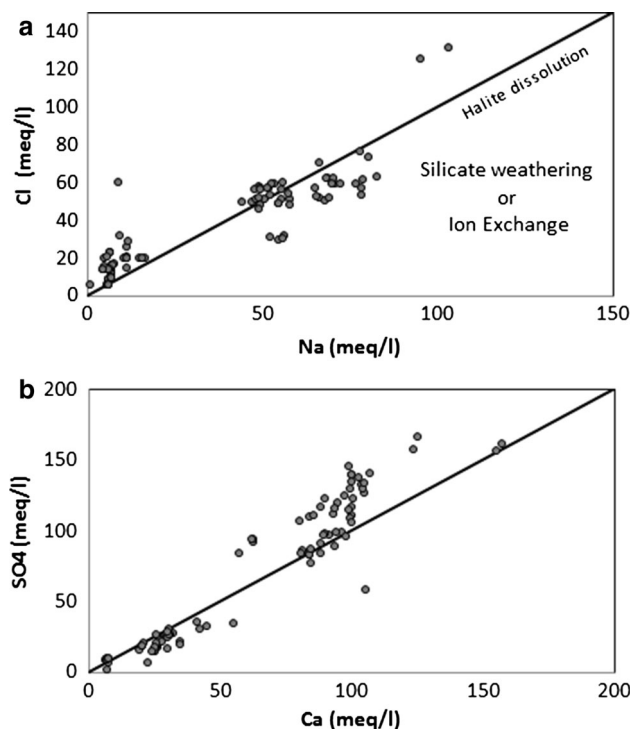 a
140
120
100
80
60
40
20
0
Cl (meq/l)
Halite dissolution
Silicate weathering
or
Ion Exchange
0 50 100 150
Na (meq/l)
b
200
150
100
50
0
SO4 (meq/l)
0 50 100 150 200
Ca (meq/l)